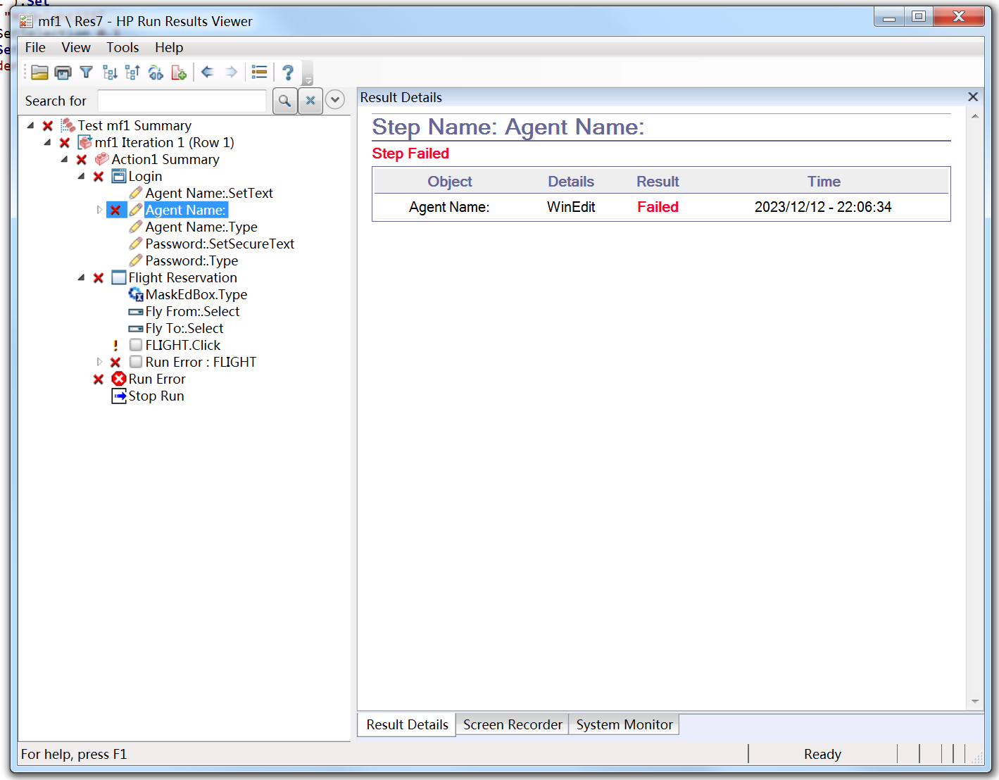 ).Set
mf1 \ Res7 - HP Run Results Viewer
File View Tools Help
Search for
Test mf1 Summary
mf1 Iteration 1 (Row 1)
Action1 Summary
Login
Agent Name:.SetText
Agent Name:
Agent Name:.Type
Password:.SetSecureText
Password:.Type
Flight Reservation
MaskEdBox.Type
Fly From:.Select
Fly To:.Select
FLIGHT.Click
Run Error : FLIGHT
Run Error
Stop Run
Result Details
Step Name: Agent Name:
Step Failed
Object Details Result Time
Agent Name: WinEdit Failed 2023/12/12 - 22:06:34
Result Details Screen Recorder System Monitor
For help, press F1
Ready